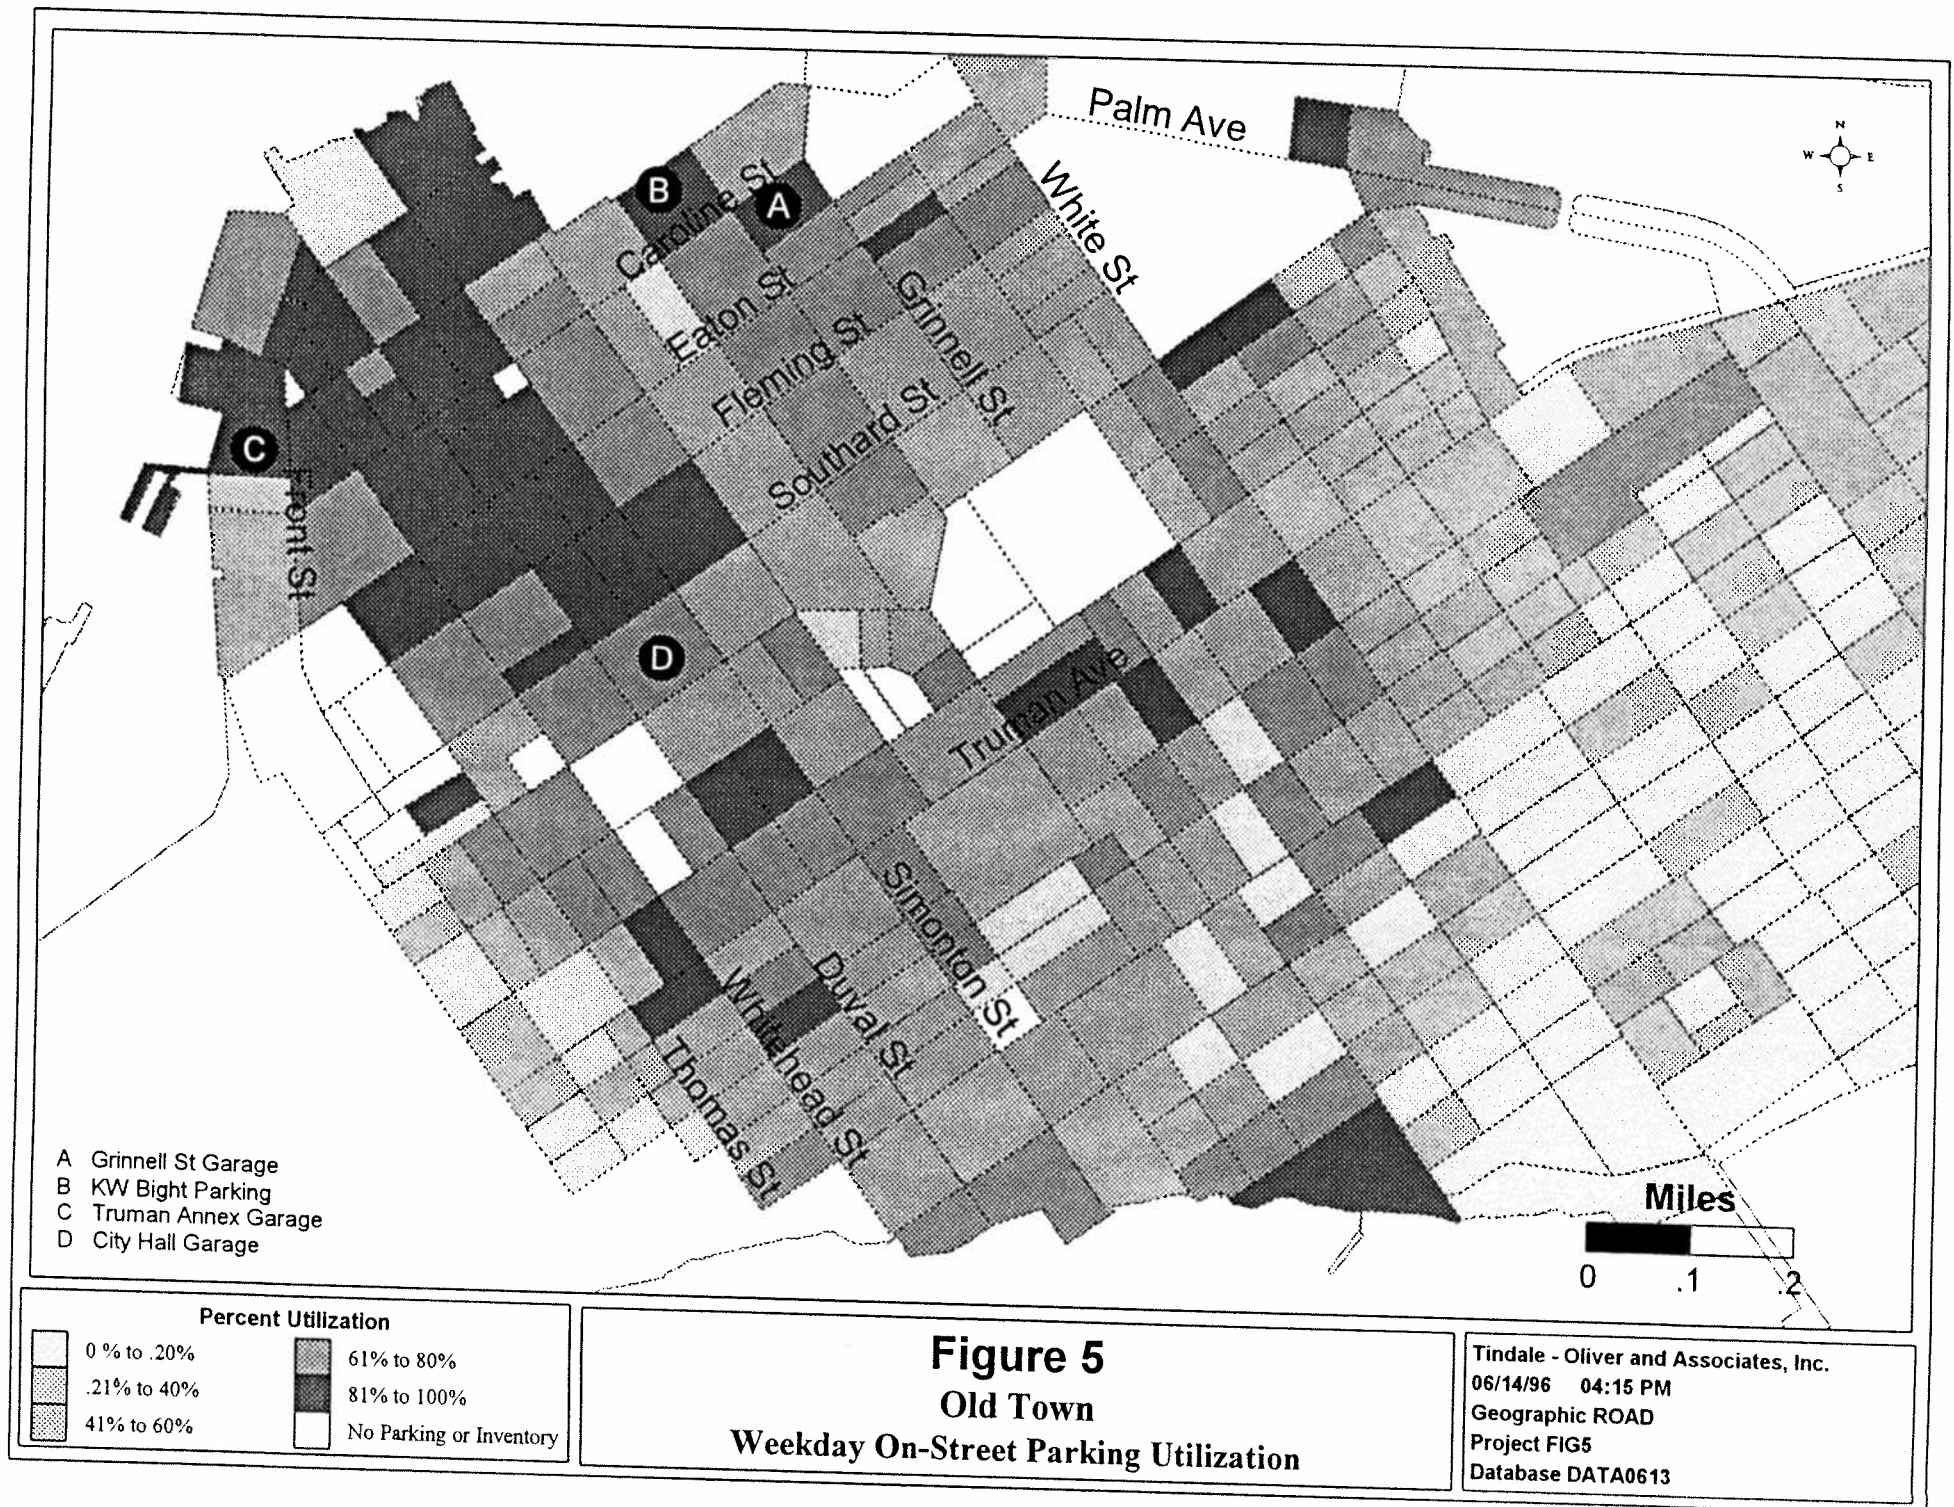 Palm Ave
N
W E
S
White St
B
A
Caroline St
Eaton St
Grinnell St
Fleming St
Southard St
C
Front St
D
Truman Ave
Simonton St
Duval St
Whitehead St
Thomas St
A Grinnell St Garage
B KW Bight Parking
C Truman Annex Garage
D City Hall Garage
Miles
0 .1 .2
Percent Utilization
0 % to .20%
.21% to 40%
41% to 60%
61% to 80%
81% to 100%
No Parking or Inventory
Figure 5
Old Town
Weekday On-Street Parking Utilization
Tindale - Oliver and Associates, Inc.
06/14/96 04:15 PM
Geographic ROAD
Project FIG5
Database DATA0613